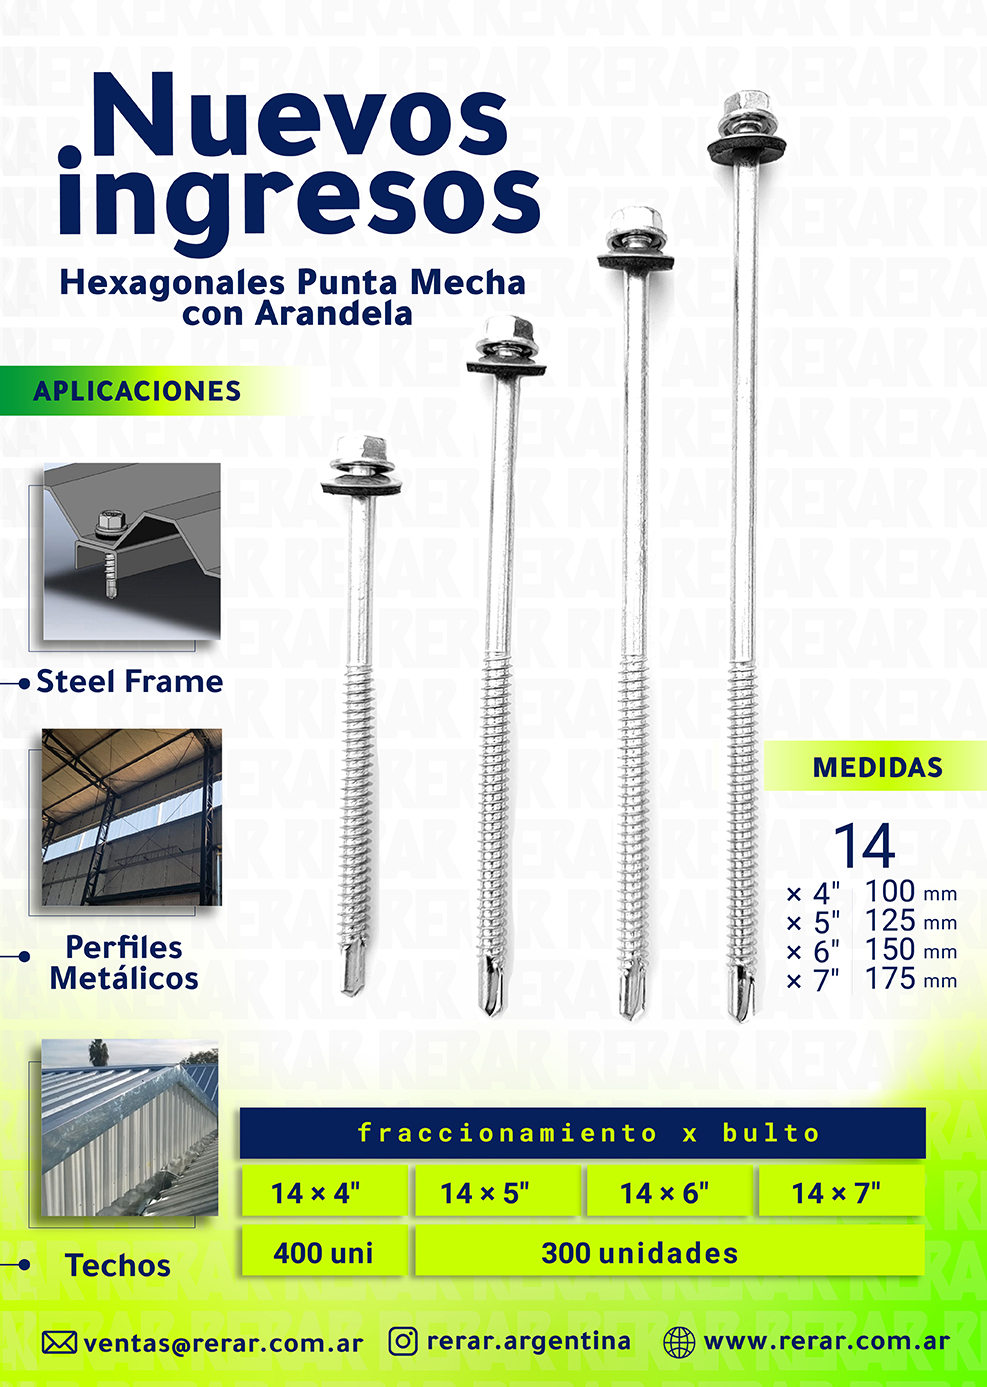 Nuevos
ingresos
Hexagonales Punta Mecha
con Arandela
APLICACIONES
Steel Frame
Perfiles
Metálicos
Techos
MEDIDAS
14
× 4" 100 mm
× 5" 125 mm
× 6" 150 mm
× 7" 175 mm
fraccionamiento x bulto
14 × 4" 14 × 5" 14 × 6" 14 × 7"
400 uni 300 unidades
ventas@rerar.com.ar rerar.argentina www.rerar.com.ar